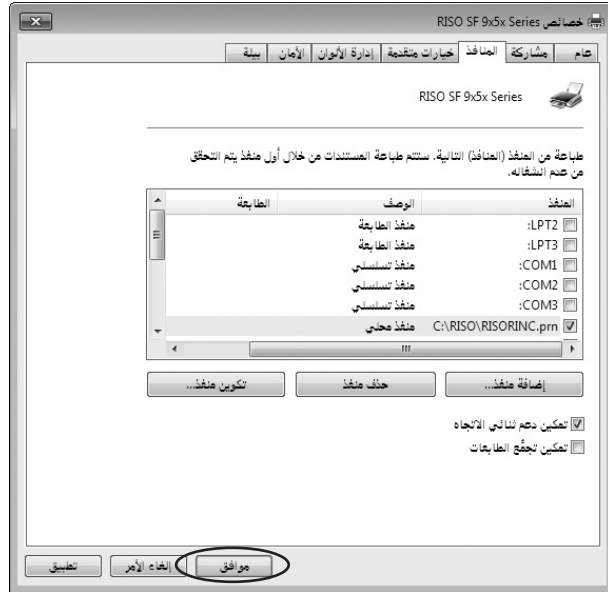 خصائص RISO SF 9x5x Series
عام مشاركة المنافذ خيارات متقدمة إدارة الألوان الأمان بيئة
RISO SF 9x5x Series
طباعة من المنفذ (المنافذ) التالية. ستتم طباعة المستندات من خلال أول منفذ يتم التحقق
من عدم انشغاله.
المنفذ الوصف الطابعة
LPT2: منفذ الطابعة
LPT3: منفذ الطابعة
COM1: منفذ تسلسلي
COM2: منفذ تسلسلي
COM3: منفذ تسلسلي
C:\RISO\RISORINC.prn منفذ محلي
إضافة منفذ... حذف منفذ تكوين منفذ...
تمكين دعم ثنائي الاتجاه
تمكين تجمُّع الطابعات
موافق إلغاء الأمر تطبيق